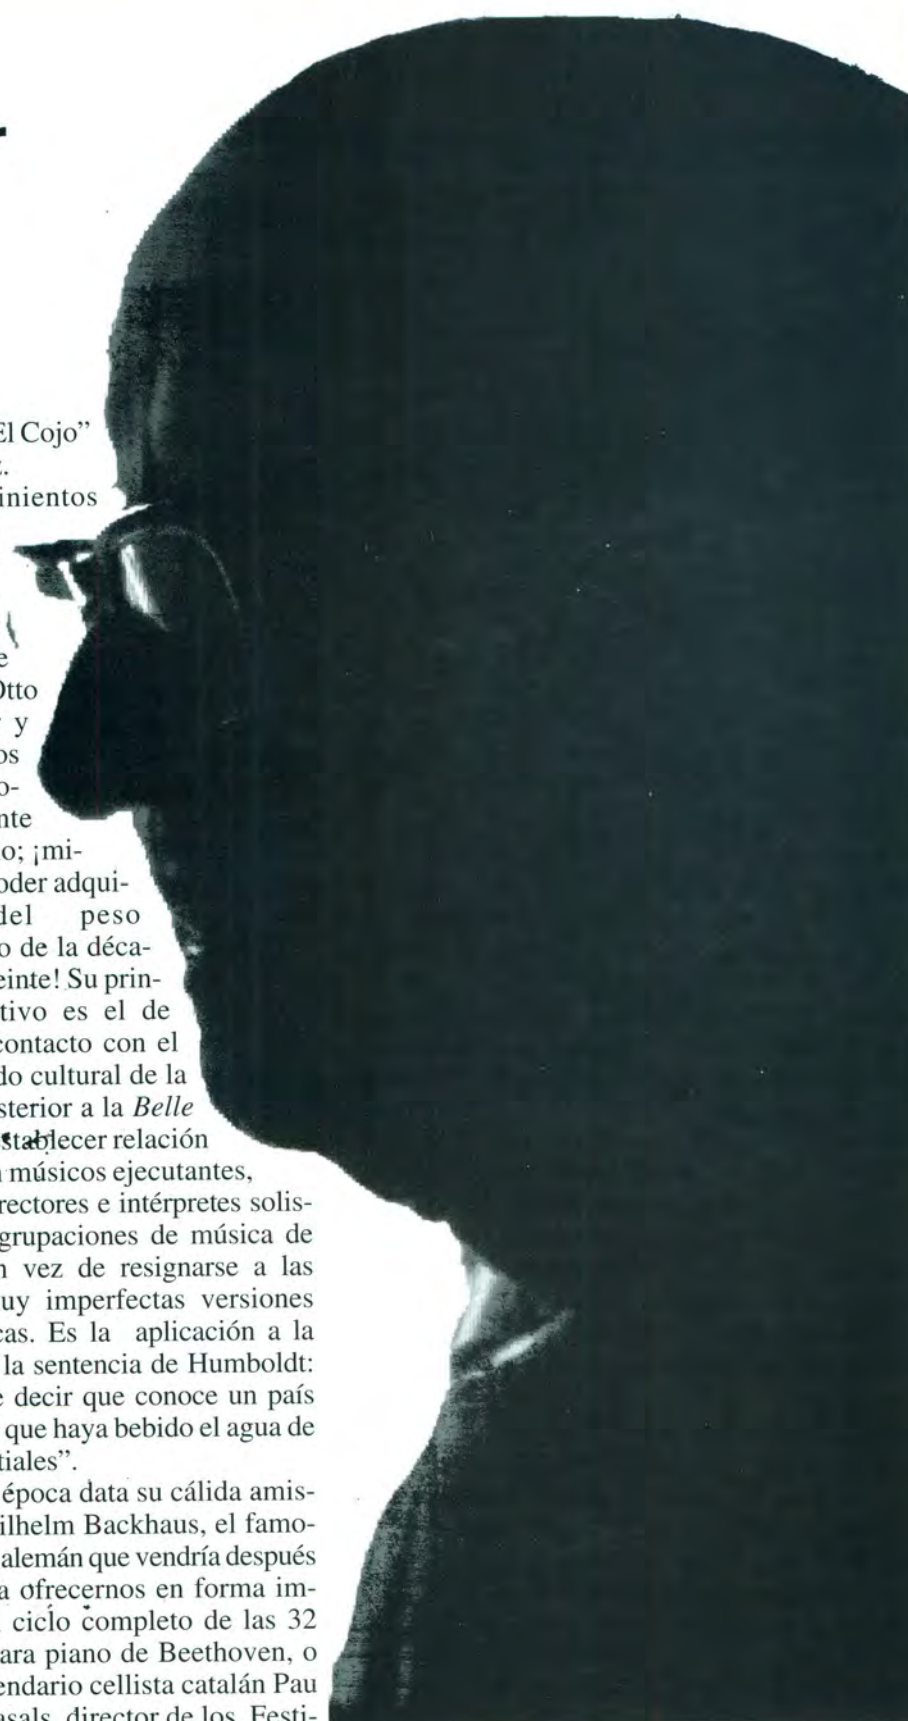 El Cojo”
z.
inientos
e
Otto
r y
os
o-
nte
o; ¡mi-
oder adqui-
del peso
o de la déca-
einte! Su prin-
tivo es el de
contacto con el
do cultural de la
sterior a la Belle
stablecer relación
n músicos ejecutantes,
rectores e intérpretes solis-
grupaciones de música de
n vez de resignarse a las
uy imperfectas versiones
cas. Es la aplicación a la
la sentencia de Humboldt:
e decir que conoce un país
que haya bebido el agua de
tiales”.
época data su cálida amis-
ilhelm Backhaus, el famo-
alemán que vendría después
a ofrecernos en forma im-
ciclo completo de las 32
ara piano de Beethoven, o
endario cellista catalán Pau
asals, director de los Festi-